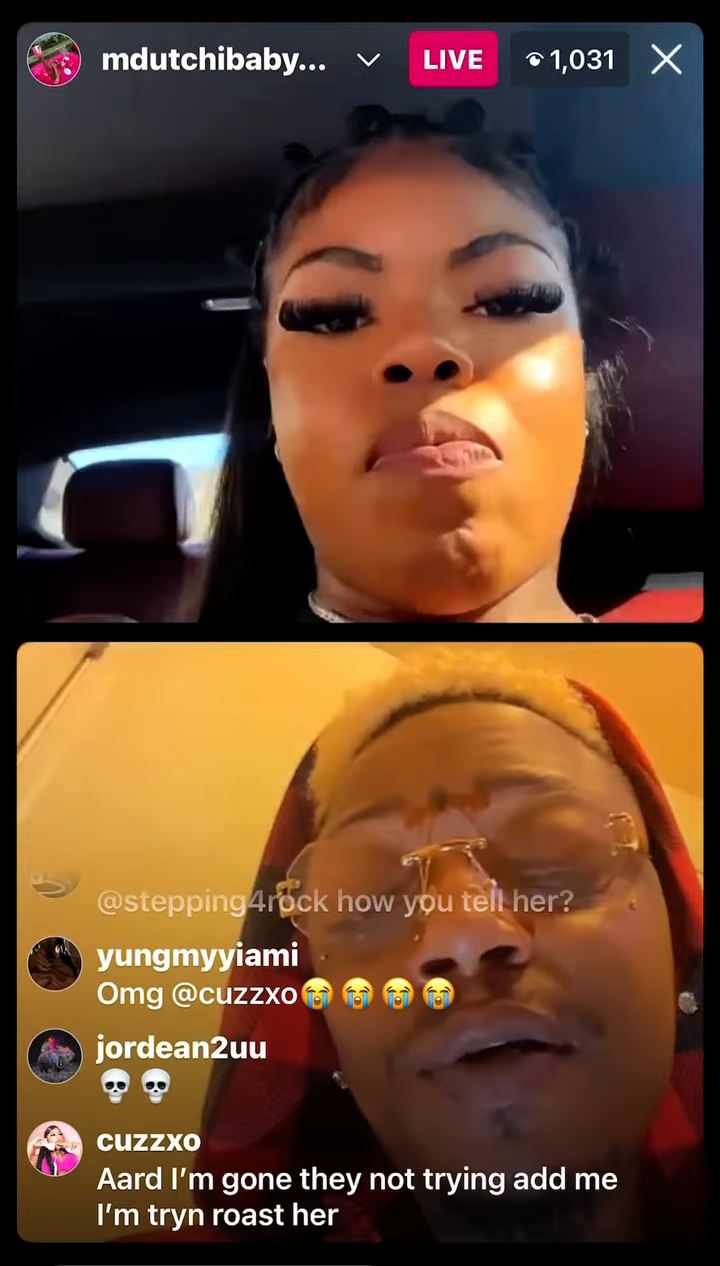 mdutchibaby...
LIVE
1,031
@stepping4rock how you tell her?
yungmyyiami
Omg @cuzzxo😭😭😭😭
jordean2uu
💀💀
cuzzxo
Aard I'm gone they not trying add me
I'm tryn roast her